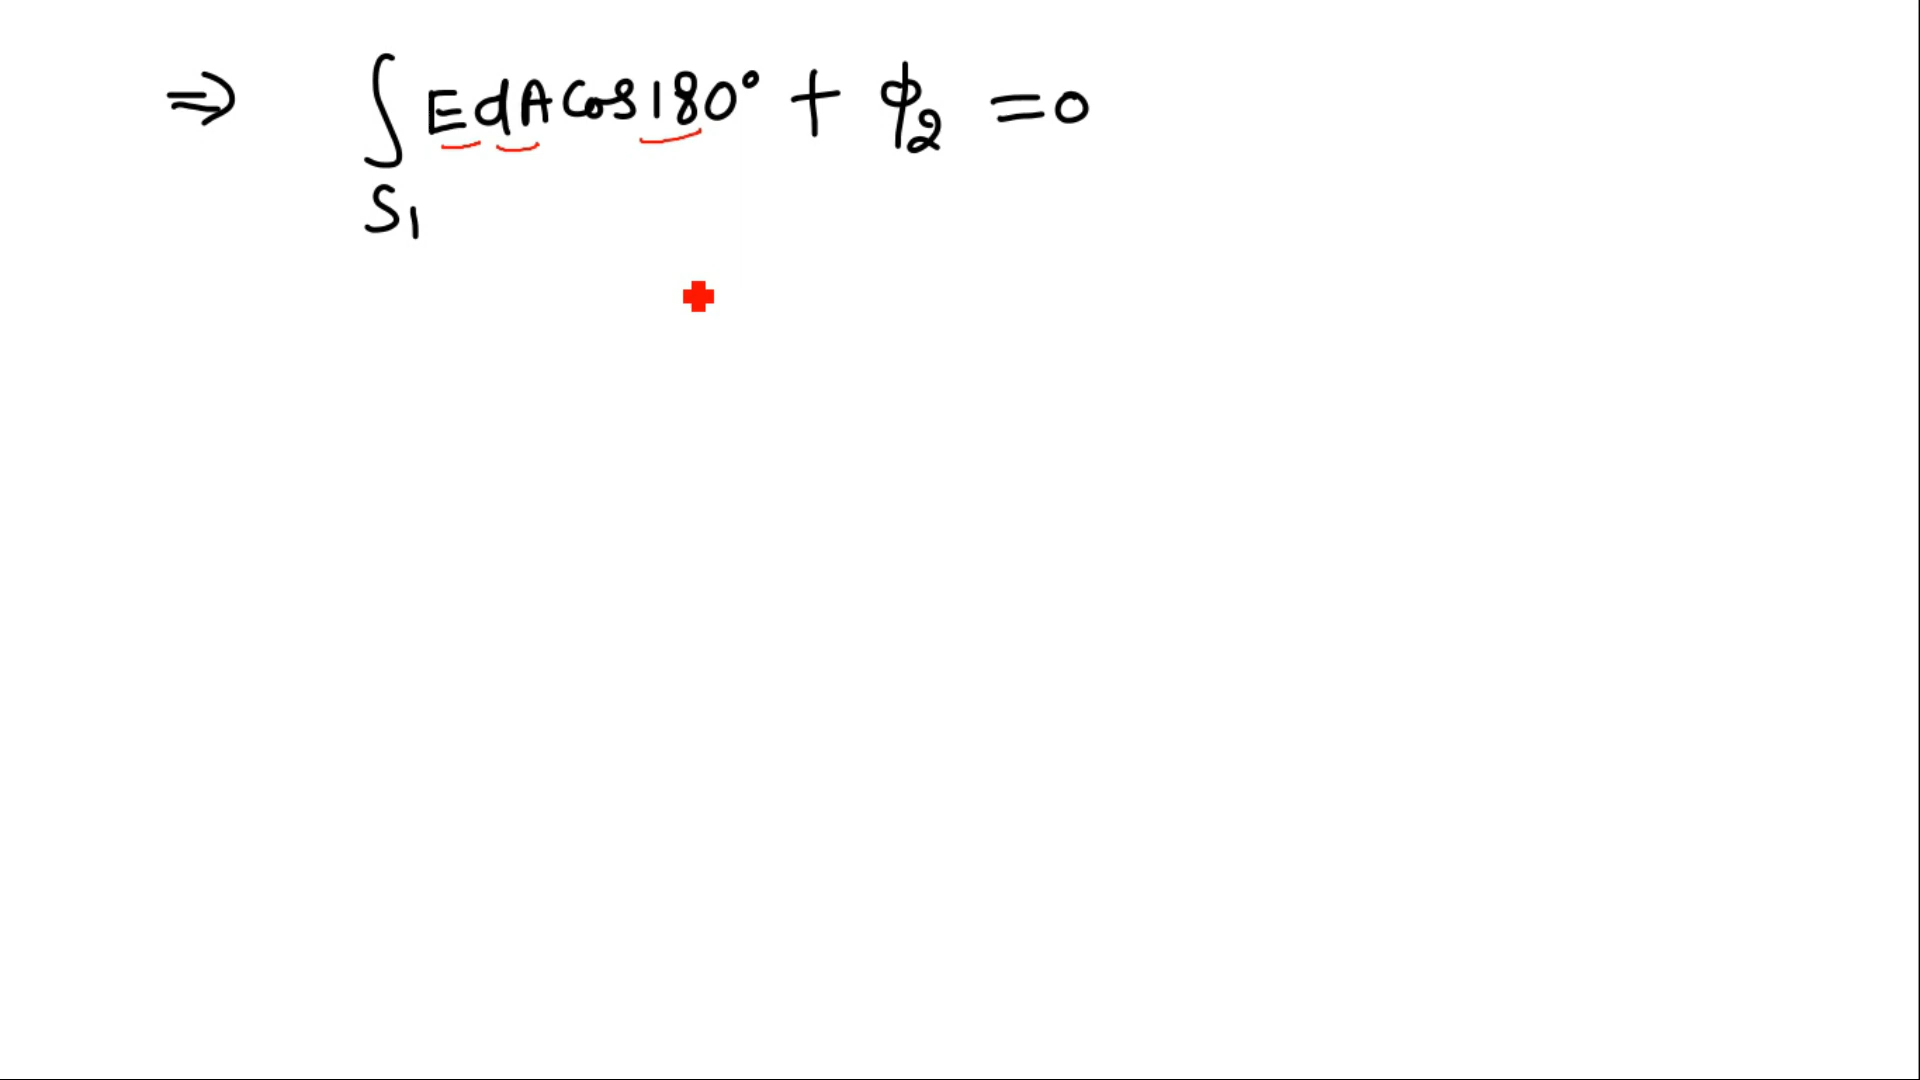 ⇒ ∫ E dA Cos 180° + ϕ₂ = 0
S₁